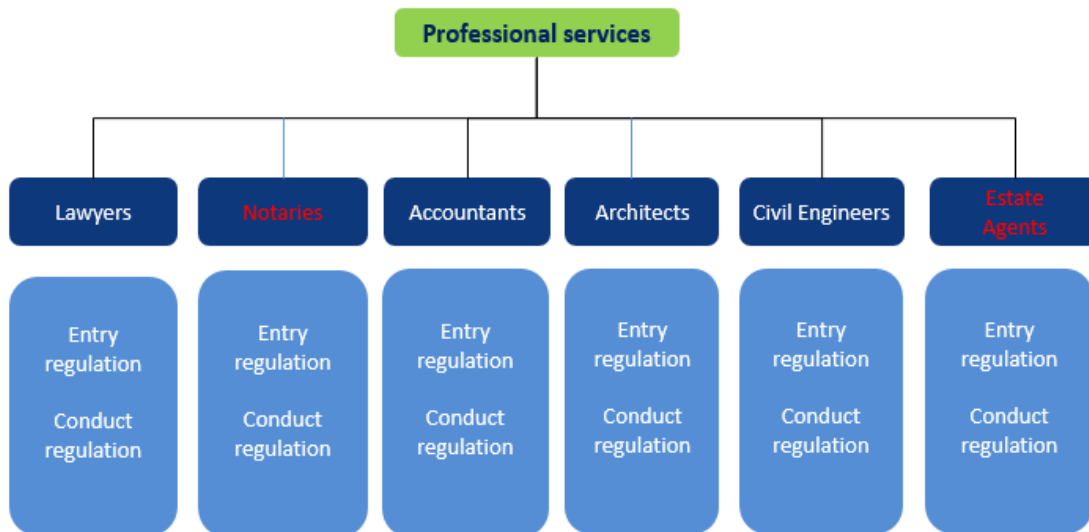 Professional services
Lawyers
Notaries
Accountants
Architects
Civil Engineers
Estate
Agents
Entry
regulation
Conduct
regulation
Entry
regulation
Conduct
regulation
Entry
regulation
Conduct
regulation
Entry
regulation
Conduct
regulation
Entry
regulation
Conduct
regulation
Entry
regulation
Conduct
regulation